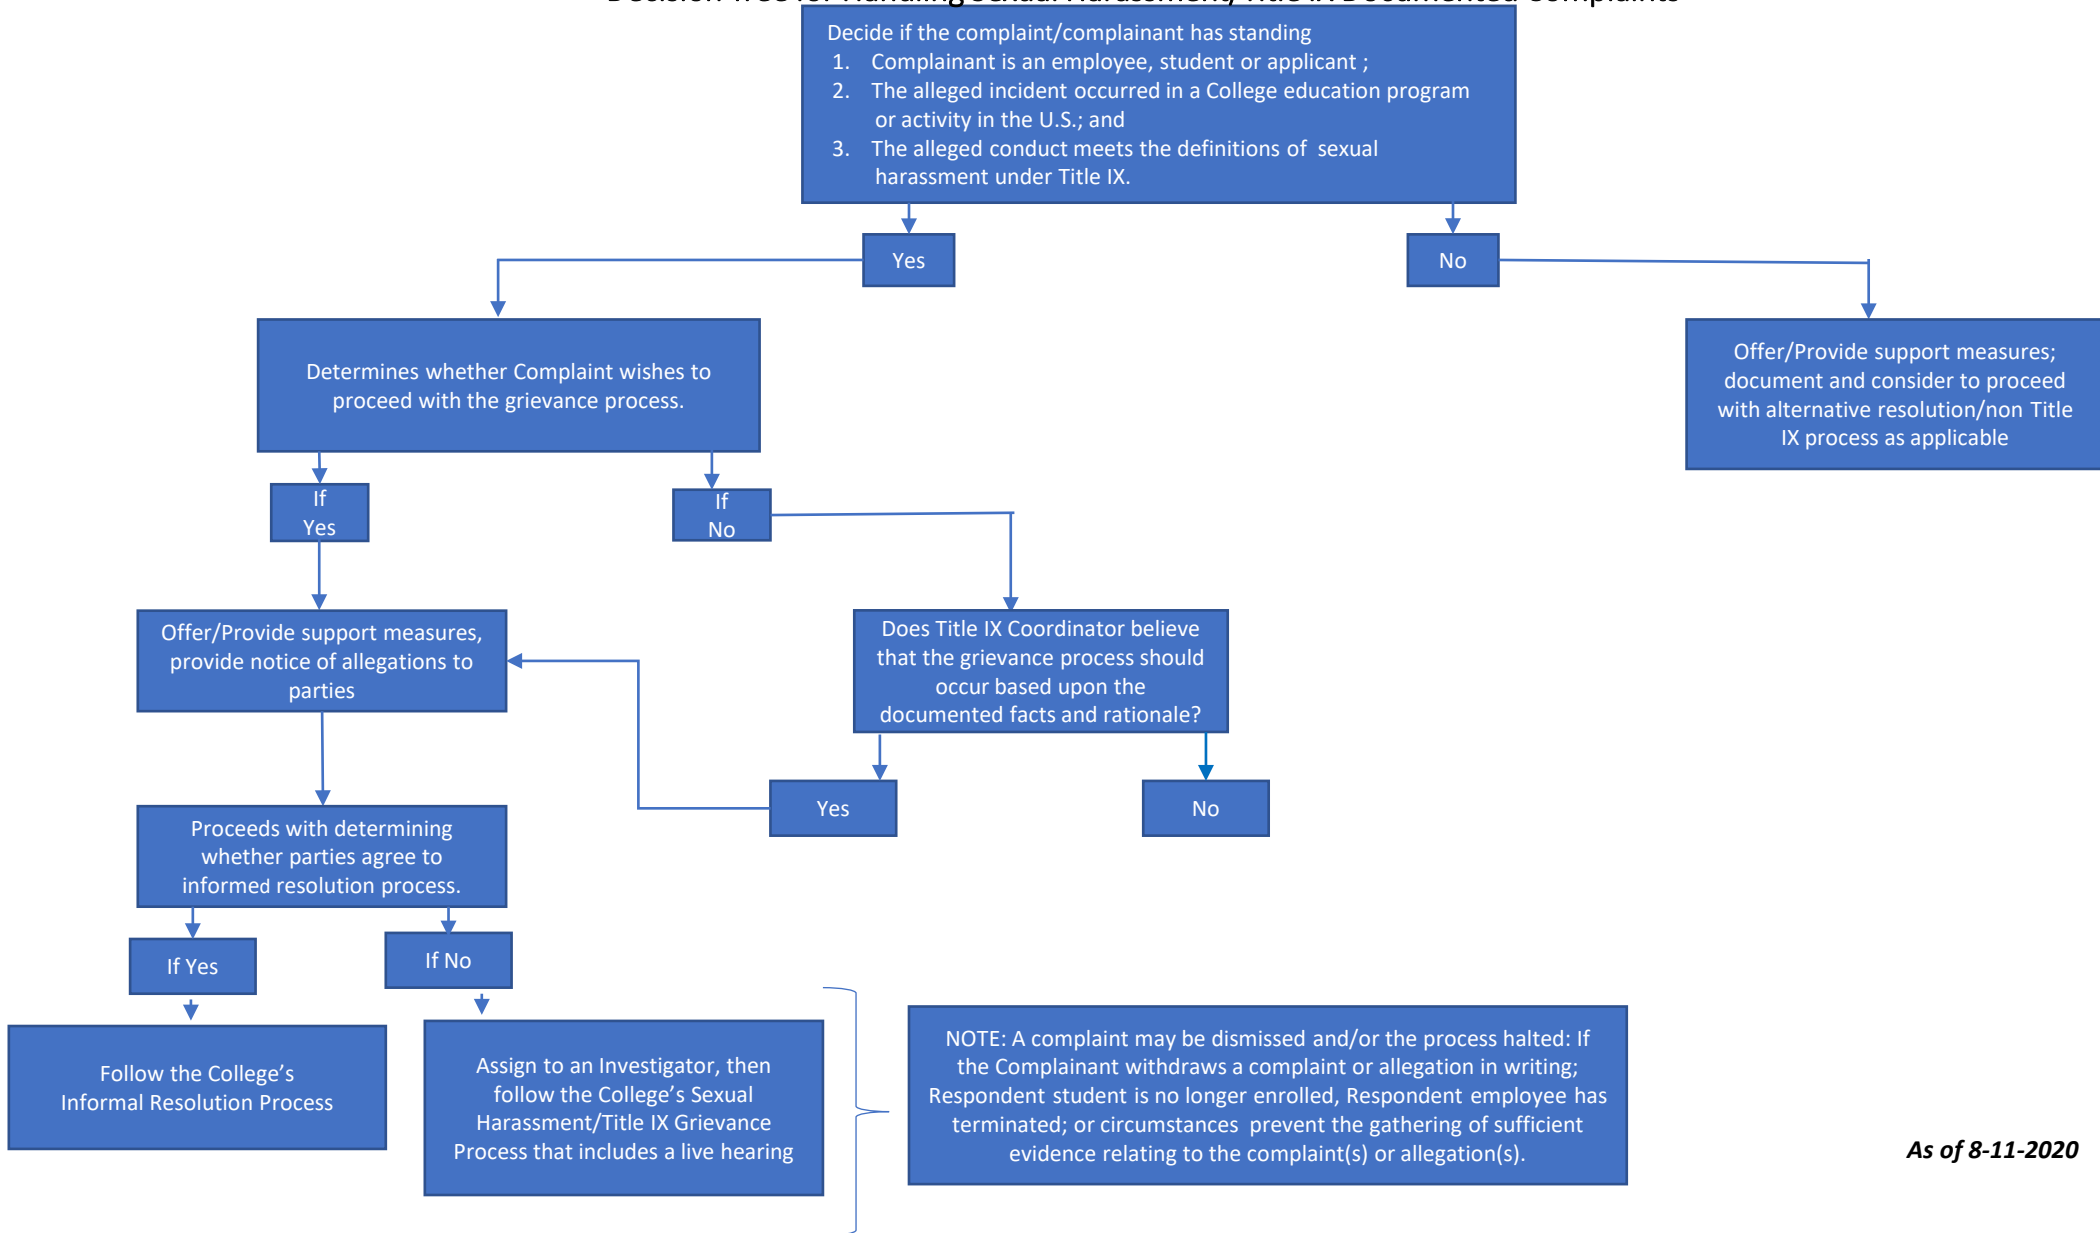 Decision Tree for Handling Sexual Harassment/Title IX Documented Complaints
Decide if the complaint/complainant has standing
1. Complainant is an employee, student or applicant ;
2. The alleged incident occurred in a College education program
or activity in the U.S.; and
3. The alleged conduct meets the definitions of sexual
harassment under Title IX.
Yes
No
Determines whether Complaint wishes to
proceed with the grievance process.
Offer/Provide support measures;
document and consider to proceed
with alternative resolution/non Title
IX process as applicable
If
Yes
If
No
Offer/Provide support measures,
provide notice of allegations to
parties
Does Title IX Coordinator believe
that the grievance process should
occur based upon the
documented facts and rationale?
Yes
No
Proceeds with determining
whether parties agree to
informed resolution process.
If Yes
If No
Follow the College’s
Informal Resolution Process
Assign to an Investigator, then
follow the College’s Sexual
Harassment/Title IX Grievance
Process that includes a live hearing
NOTE: A complaint may be dismissed and/or the process halted: If
the Complainant withdraws a complaint or allegation in writing;
Respondent student is no longer enrolled, Respondent employee has
terminated; or circumstances prevent the gathering of sufficient
evidence relating to the complaint(s) or allegation(s).
As of 8-11-2020